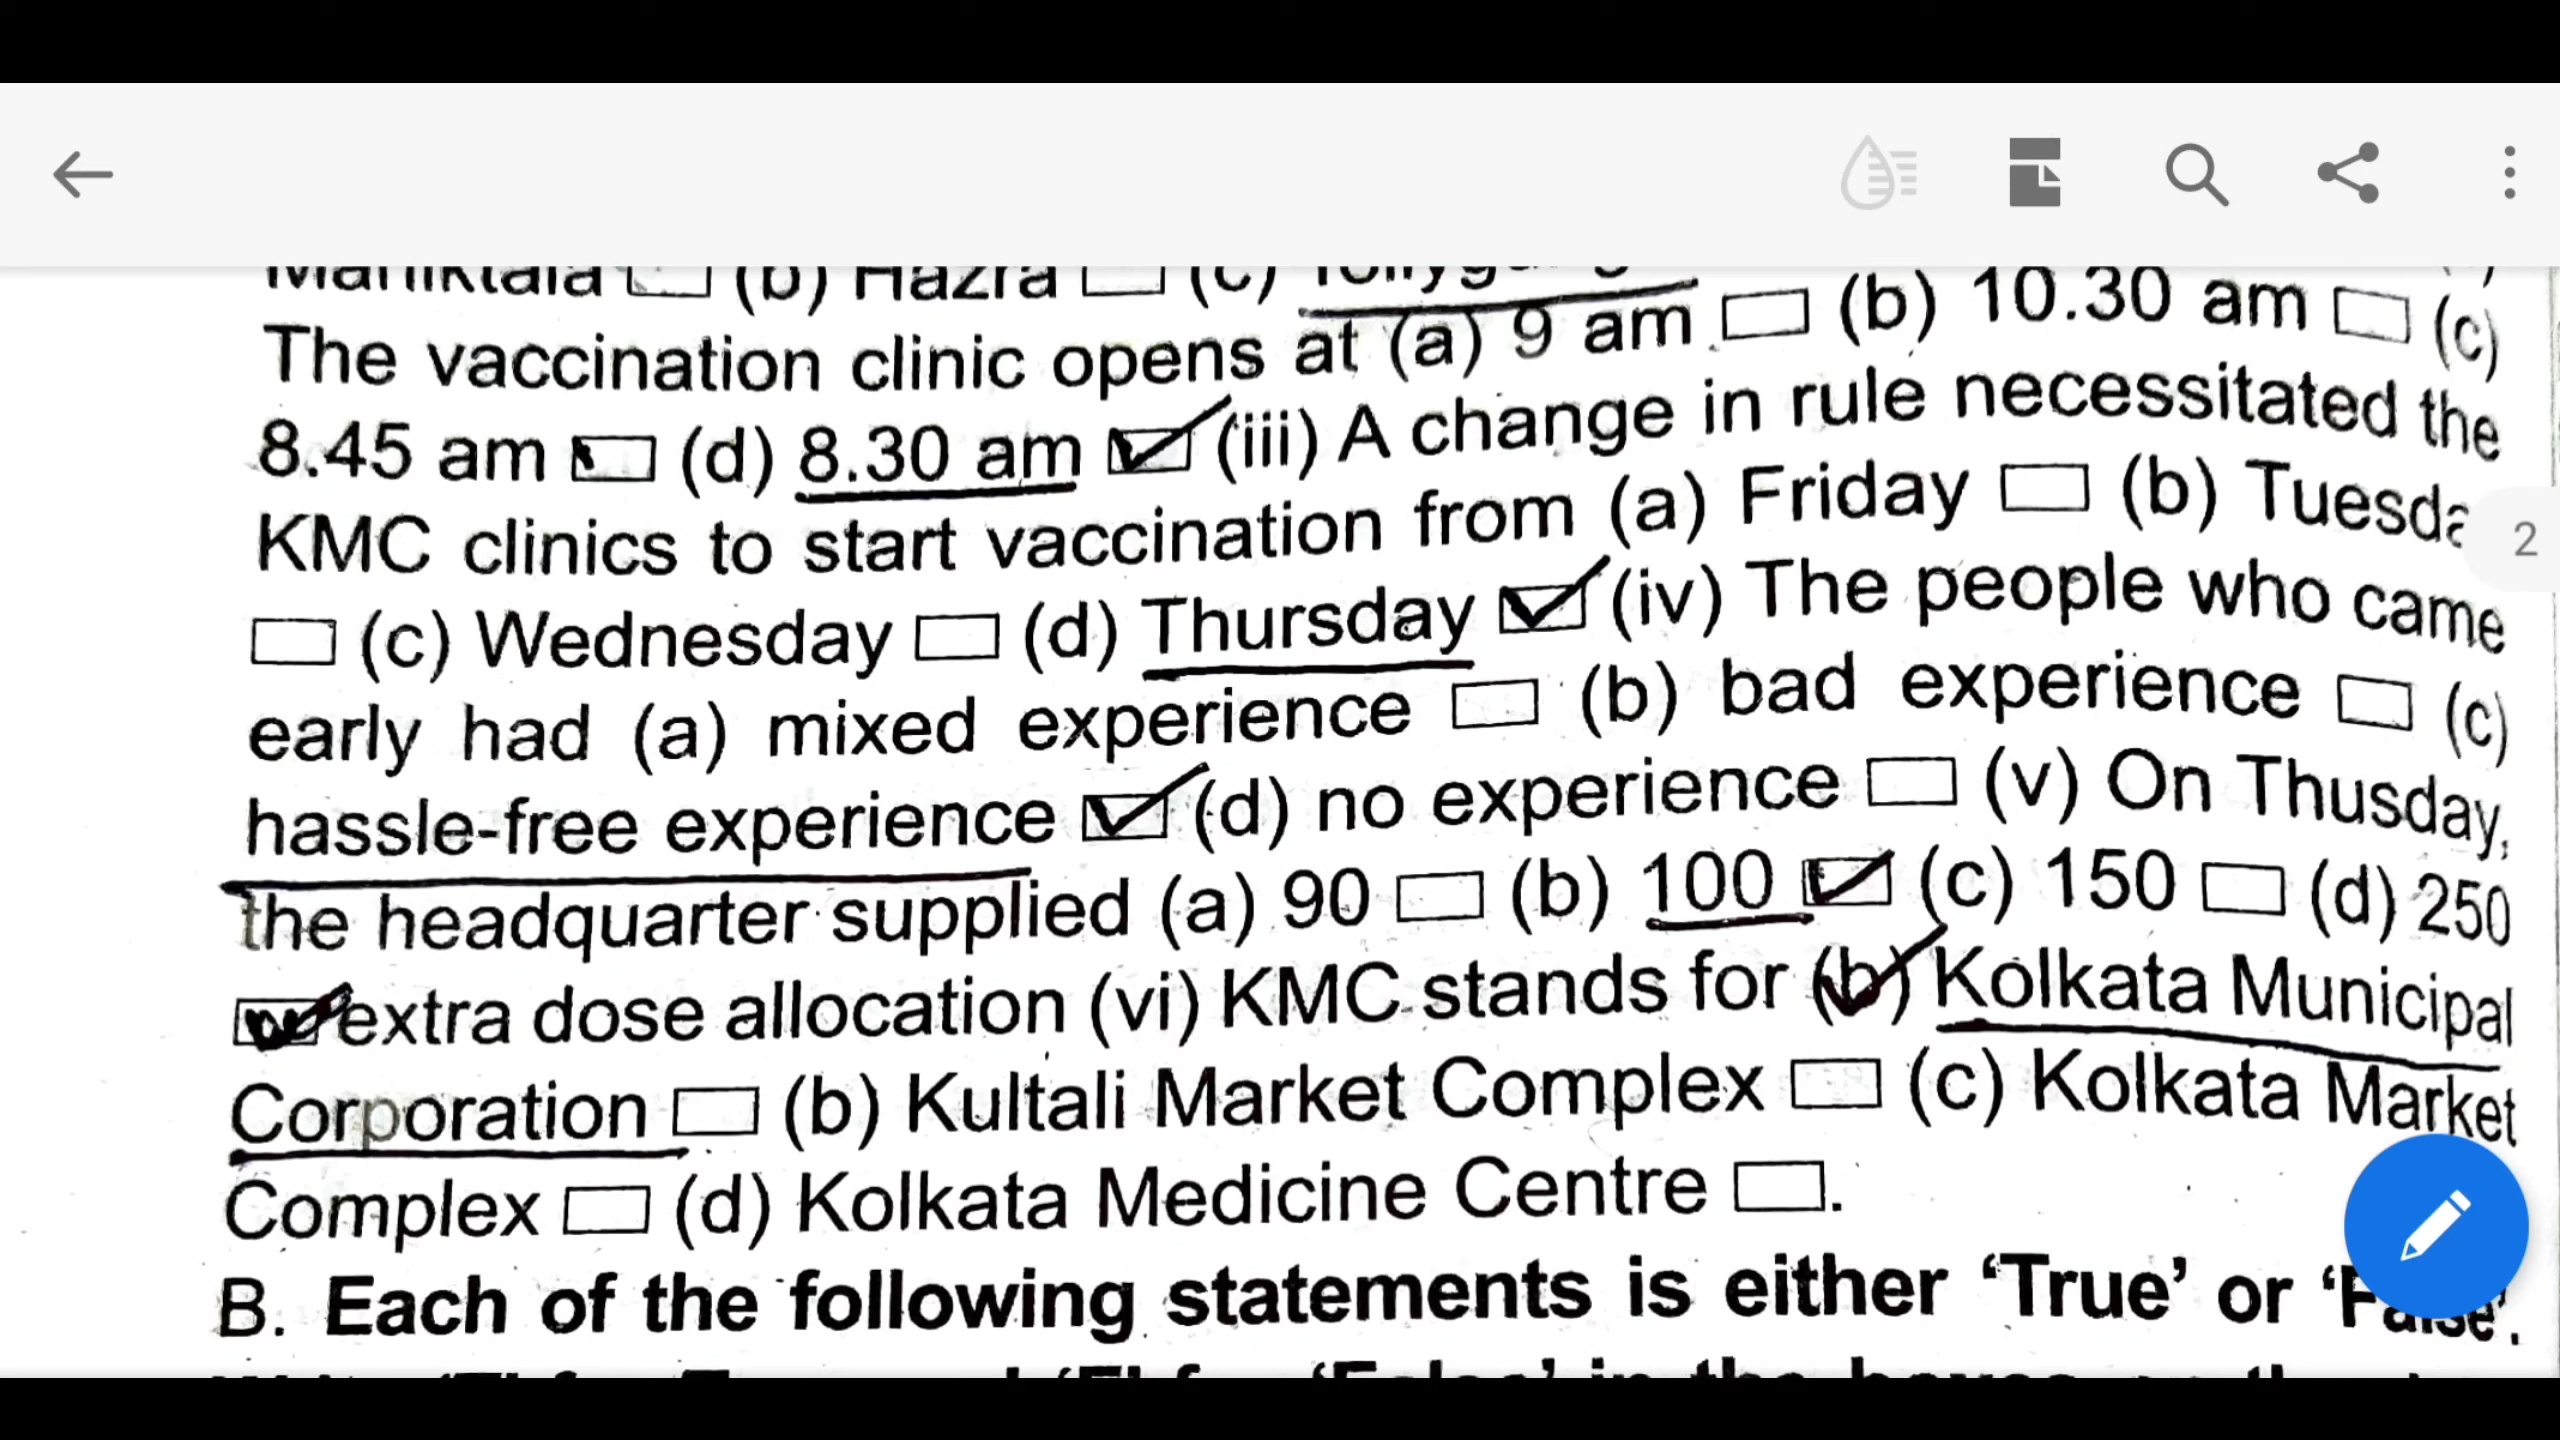 Maniktala (b) Hazra (c)
The vaccination clinic opens at (a) 9 am (b) 10.30 am (c)
8.45 am (d) 8.30 am (iii) A change in rule necessitated the
KMC clinics to start vaccination from (a) Friday (b)
(c) Wednesday (d) Thursday (iv) The people who came
early had (a) mixed experience (b) bad experience (c)
hassle-free experience (d) no experience (v) On Thusday,
the headquarter supplied (a) 90 (b) 100 (c) 150 (d) 250
extra dose allocation (vi) KMC stands for (b) Kolkata Municipal
Corporation (b) Kultali Market Complex (c) Kolkata Market
Complex (d) Kolkata Medicine Centre .
B. Each of the following statements is either ‘True’ or ‘False’.
2